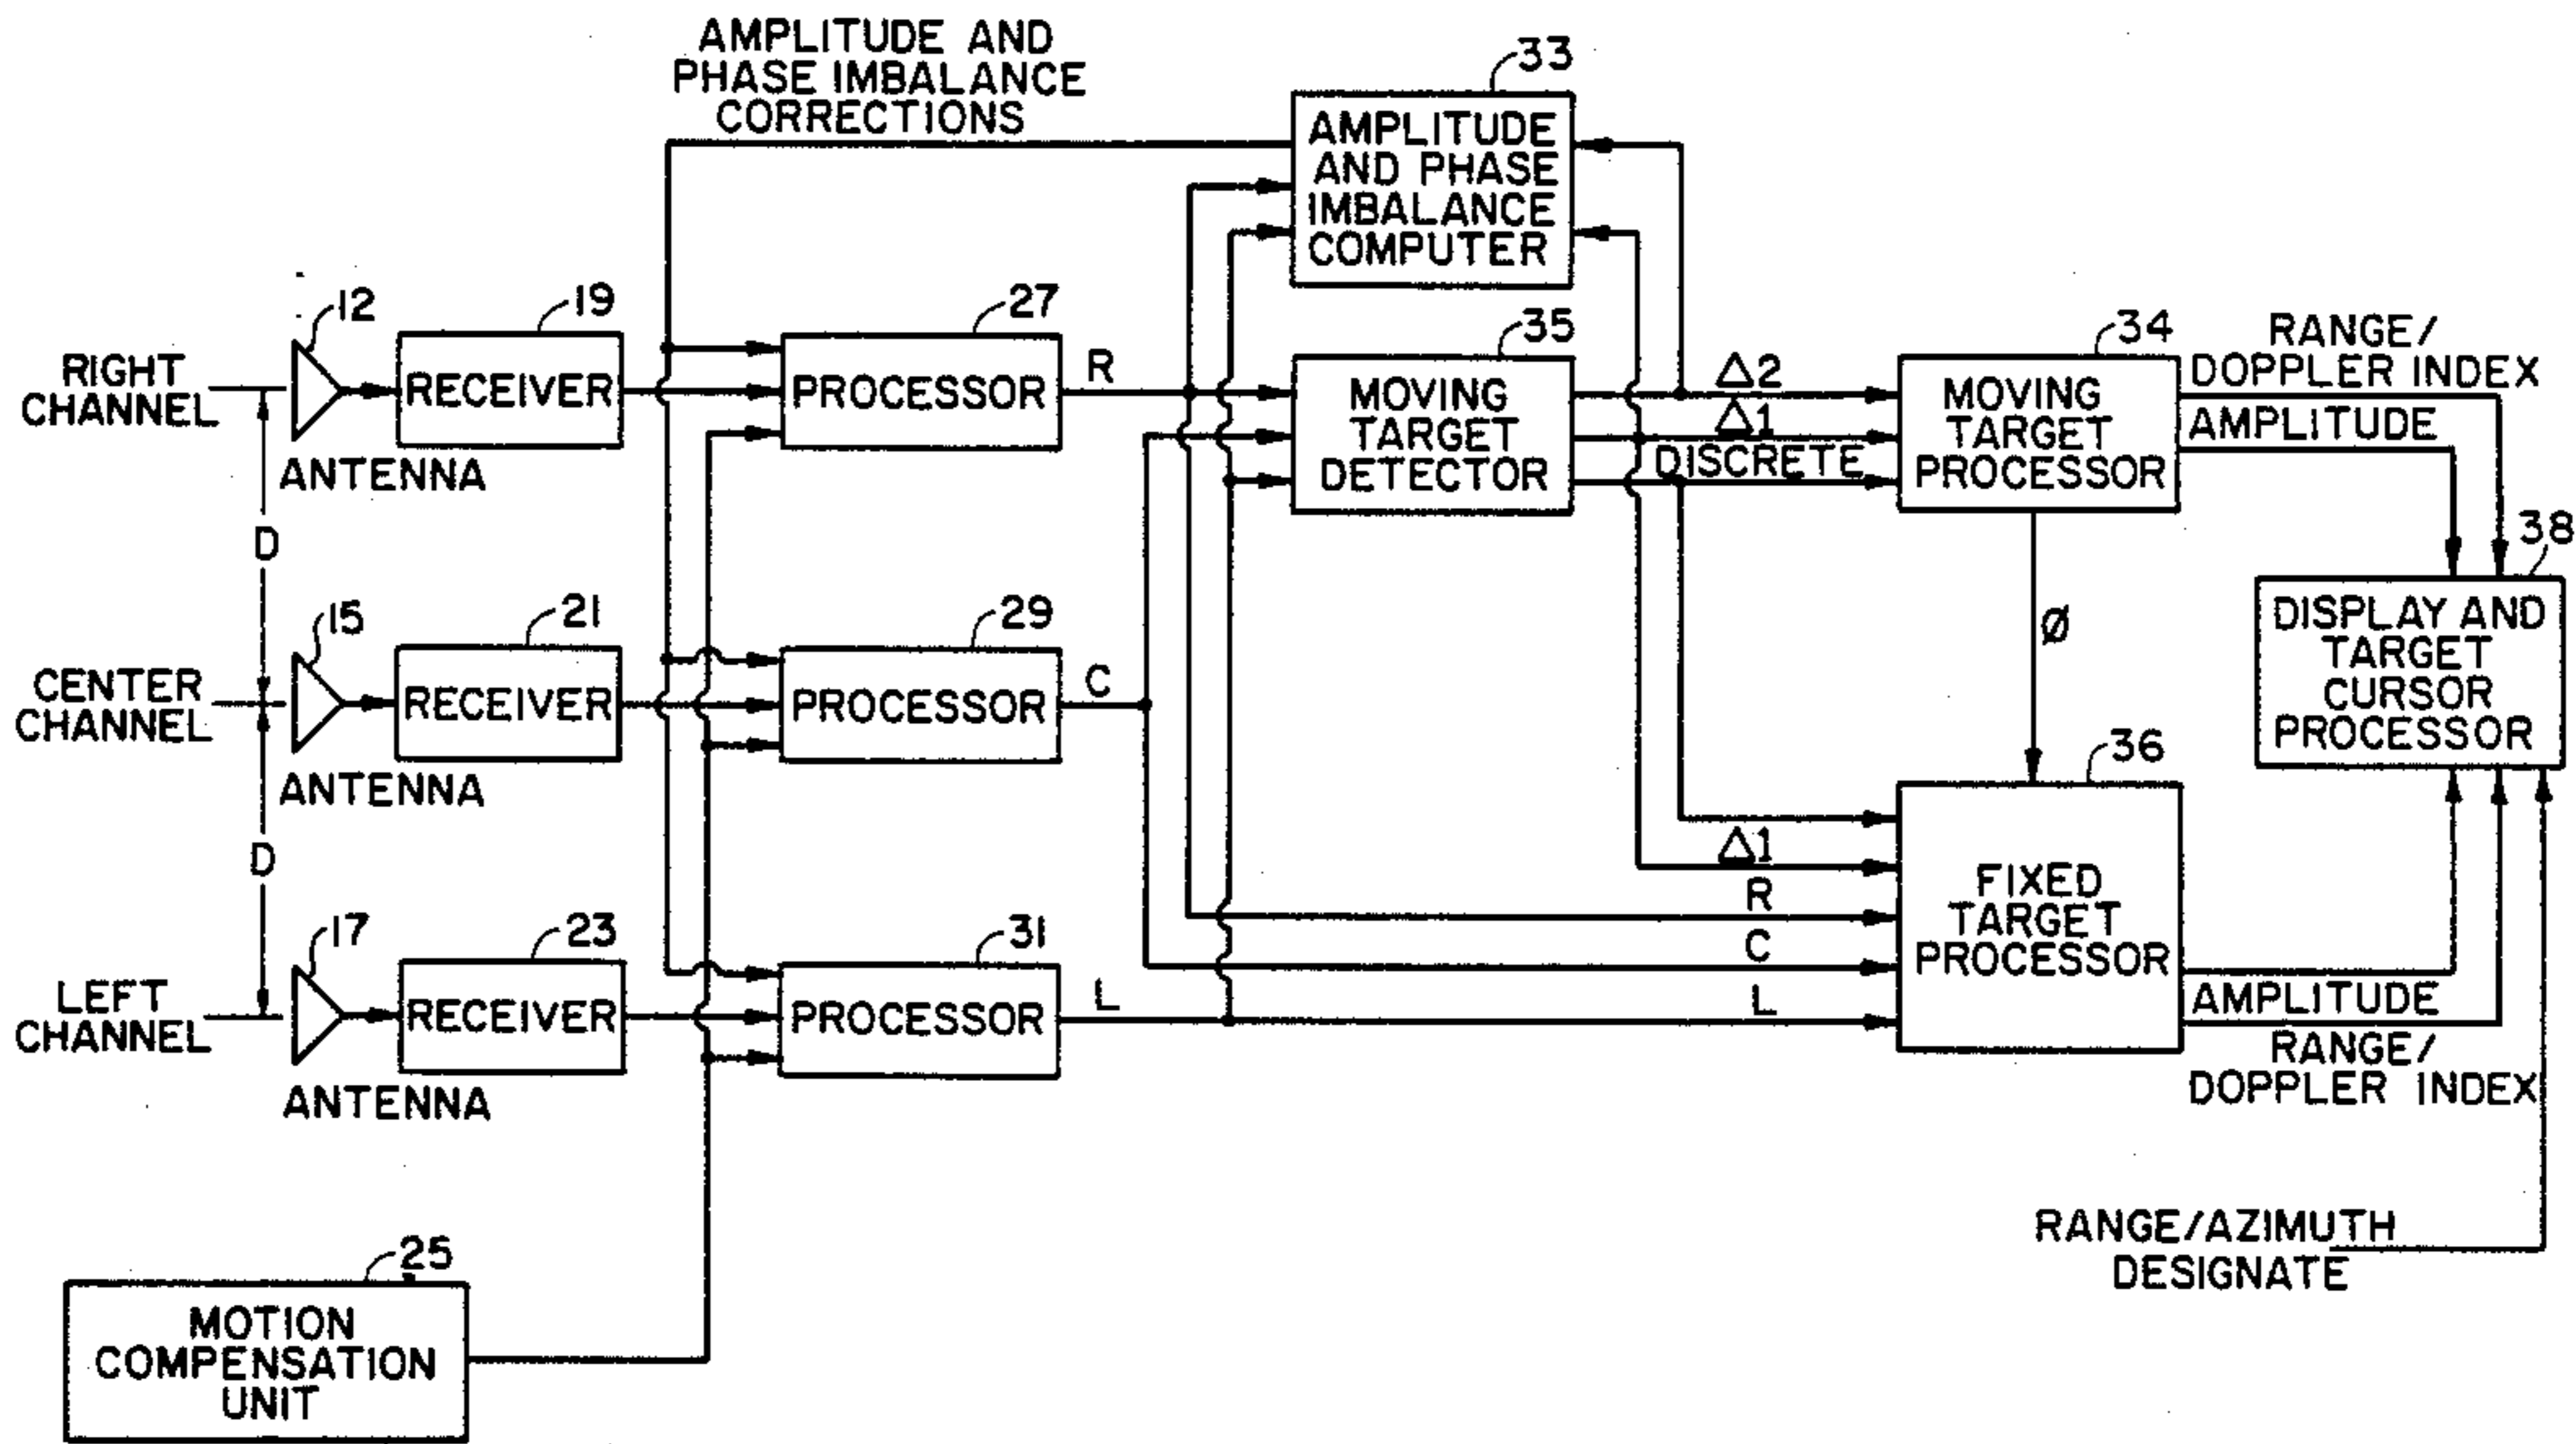 AMPLITUDE AND
PHASE IMBALANCE
CORRECTIONS
33
AMPLITUDE
AND PHASE
IMBALANCE
COMPUTER
12
19
27
35
34
RIGHT
CHANNEL
RECEIVER
PROCESSOR
R
MOVING
TARGET
DETECTOR
△2
△1
DISCRETE
MOVING
TARGET
PROCESSOR
RANGE/
DOPPLER INDEX
AMPLITUDE
ANTENNA
D
38
DISPLAY AND
TARGET
CURSOR
PROCESSOR
15
21
29
CENTER
CHANNEL
RECEIVER
PROCESSOR
C
Ø
ANTENNA
D
36
FIXED
TARGET
PROCESSOR
△1
R
C
L
17
23
31
LEFT
CHANNEL
RECEIVER
PROCESSOR
L
AMPLITUDE
RANGE/
DOPPLER INDEX
ANTENNA
25
MOTION
COMPENSATION
UNIT
RANGE/AZIMUTH
DESIGNATE